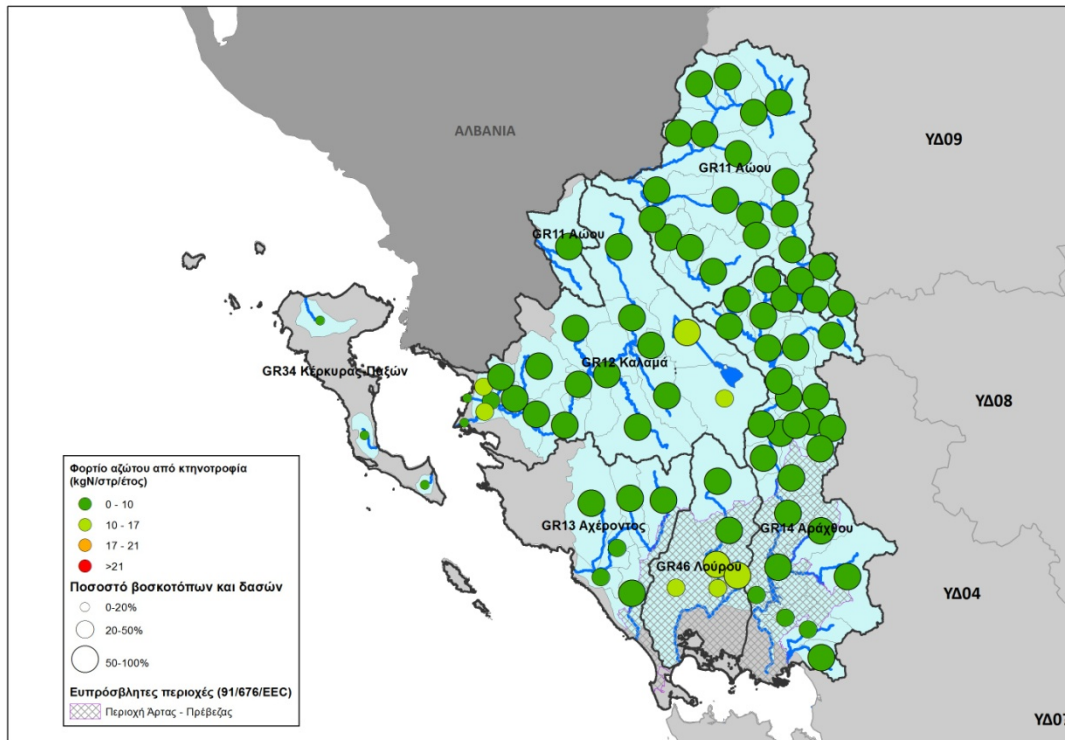 ΑΛΒΑΝΙΑ
ΥΔ09
GR11 Αώου
GR11 Αώου
GR34 Κέρκυρας-Παξών
GR12 Καλαμά
ΥΔ08
GR13 Αχέροντος
GR14 Αράχθου
GR46 Λούρου
ΥΔ04
ΥΔ07
Φορτίο αζώτου από κτηνοτροφία
(kgN/στρ/έτος)
0 - 10
10 - 17
17 - 21
>21
Ποσοστό βοσκοτόπων και δασών
0-20%
20-50%
50-100%
Ευπρόσβλητες περιοχές (91/676/EEC)
Περιοχή Άρτας - Πρέβεζας